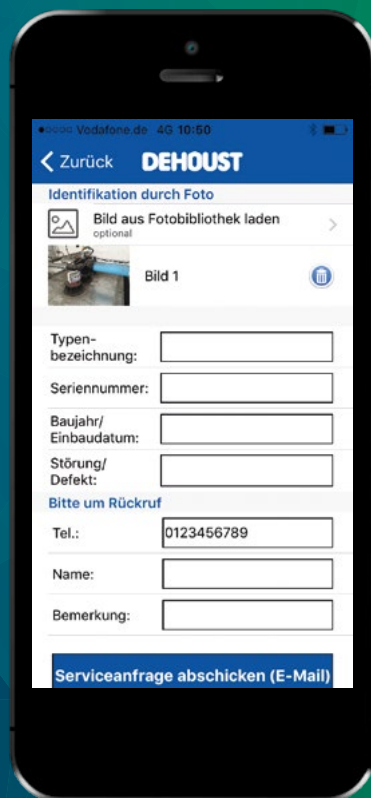 Vodafone.de 4G 10:50
Zurück DEHOUST
Identifikation durch Foto
Bild aus Fotobibliothek laden
optional
Bild 1
Typen-
bezeichnung:
Seriennummer:
Baujahr/
Einbaudatum:
Störung/
Defekt:
Bitte um Rückruf
Tel.: 0123456789
Name:
Bemerkung:
Serviceanfrage abschicken (E-Mail)